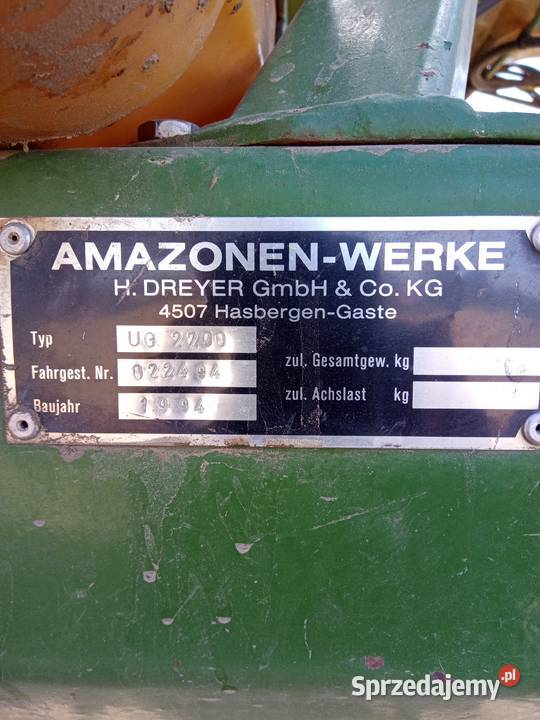 AMAZONEN-WERKE
H. DREYER GmbH & Co. KG
4507 Hasbergen-Gaste
Typ UG 2200
Fahrgest. Nr. 622494
Baujahr 1994
zul. Gesamtgew. kg
zul. Achslast kg
Sprzedajemy.pl